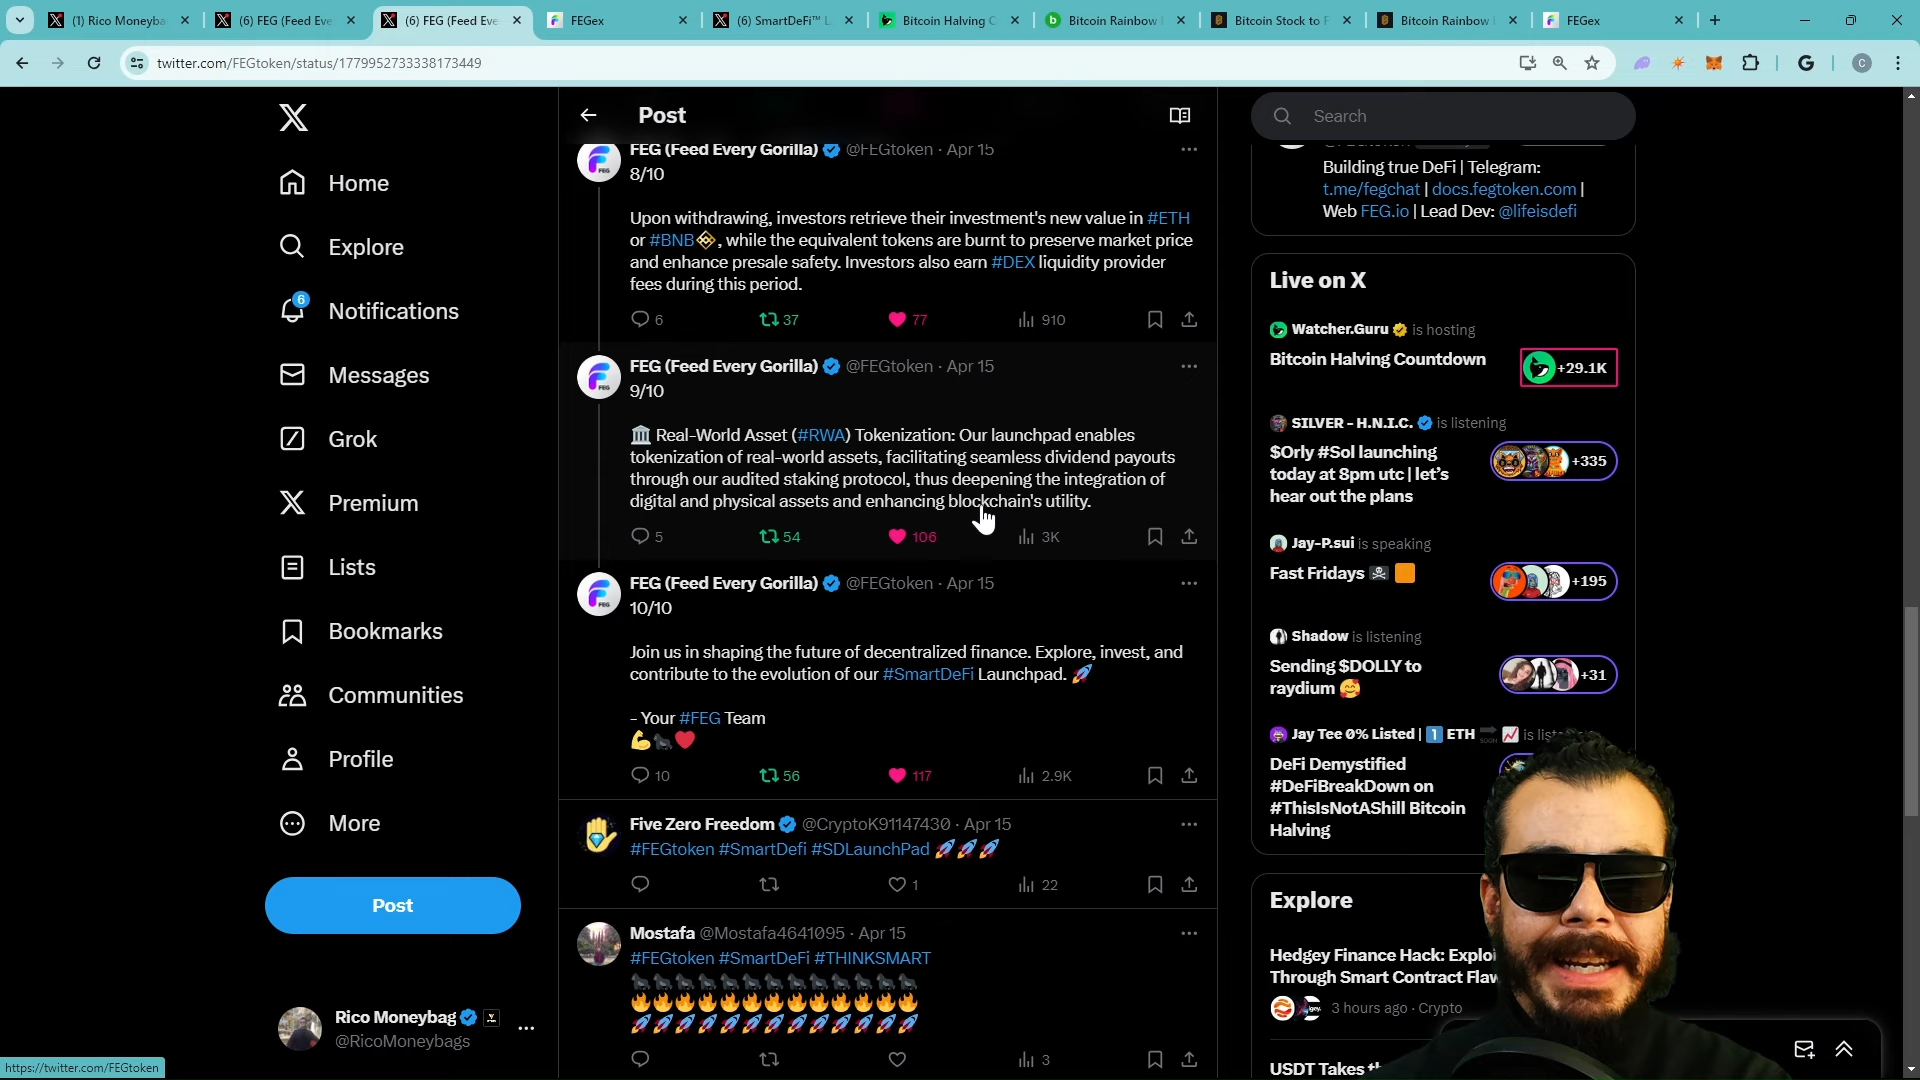 (1) Rico Moneyba
(6) FEG (Feed Eve
(6) FEG (Feed Eve
FEGex
(6) SmartDeFi™ L
Bitcoin Halving C
Bitcoin Rainbow
Bitcoin Stock to F
Bitcoin Rainbow
FEGex
twitter.com/FEGtoken/status/1779952733338173449
G
C
Home
Explore
6
Notifications
Messages
Grok
Premium
Lists
Bookmarks
Communities
Profile
More
Post
Rico Moneybag
@RicoMoneybags
https://twitter.com/FEGtoken
Post
FEG (Feed Every Gorilla) @FEGtoken · Apr 15
8/10
Upon withdrawing, investors retrieve their investment's new value in #ETH
or #BNB, while the equivalent tokens are burnt to preserve market price
and enhance presale safety. Investors also earn #DEX liquidity provider
fees during this period.
6 37 77 910
FEG (Feed Every Gorilla) @FEGtoken · Apr 15
9/10
🏛️ Real-World Asset (#RWA) Tokenization: Our launchpad enables
tokenization of real-world assets, facilitating seamless dividend payouts
through our audited staking protocol, thus deepening the integration of
digital and physical assets and enhancing blockchain's utility.
5 54 106 3K
FEG (Feed Every Gorilla) @FEGtoken · Apr 15
10/10
Join us in shaping the future of decentralized finance. Explore, invest, and
contribute to the evolution of our #SmartDeFi Launchpad. 🚀
- Your #FEG Team
💪🦍❤️
10 56 117 2.9K
Five Zero Freedom @CryptoK91147430 · Apr 15
#FEGtoken #SmartDefi #SDLaunchPad 🚀🚀🚀
1 22
Mostafa @Mostafa4641095 · Apr 15
#FEGtoken #SmartDeFi #THINKSMART
🦍🦍🦍🦍🦍🦍🦍🦍🦍🦍🦍🦍🦍
🔥🔥🔥🔥🔥🔥🔥🔥🔥🔥🔥🔥🔥
🚀🚀🚀🚀🚀🚀🚀🚀🚀🚀🚀🚀🚀
3
Search
Building true DeFi | Telegram:
t.me/fegchat | docs.fegtoken.com |
Web FEG.io | Lead Dev: @lifeisdefi
Live on X
Watcher.Guru is hosting
Bitcoin Halving Countdown
+29.1K
SILVER - H.N.I.C. is listening
$Orly #Sol launching
today at 8pm utc | let's
hear out the plans
+335
Jay-P.sui is speaking
Fast Fridays ☠ 🟧
+195
Shadow is listening
Sending $DOLLY to
raydium 🥰
+31
Jay Tee 0% Listed | 1️⃣ ETH 🔜 📈 is
DeFi Demystified
#DeFiBreakDown on
#ThisIsNotAShill Bitcoin
Halving
Explore
Hedgey Finance Hack: Exploi
Through Smart Contract Flaw
3 hours ago · Crypto
USDT Takes